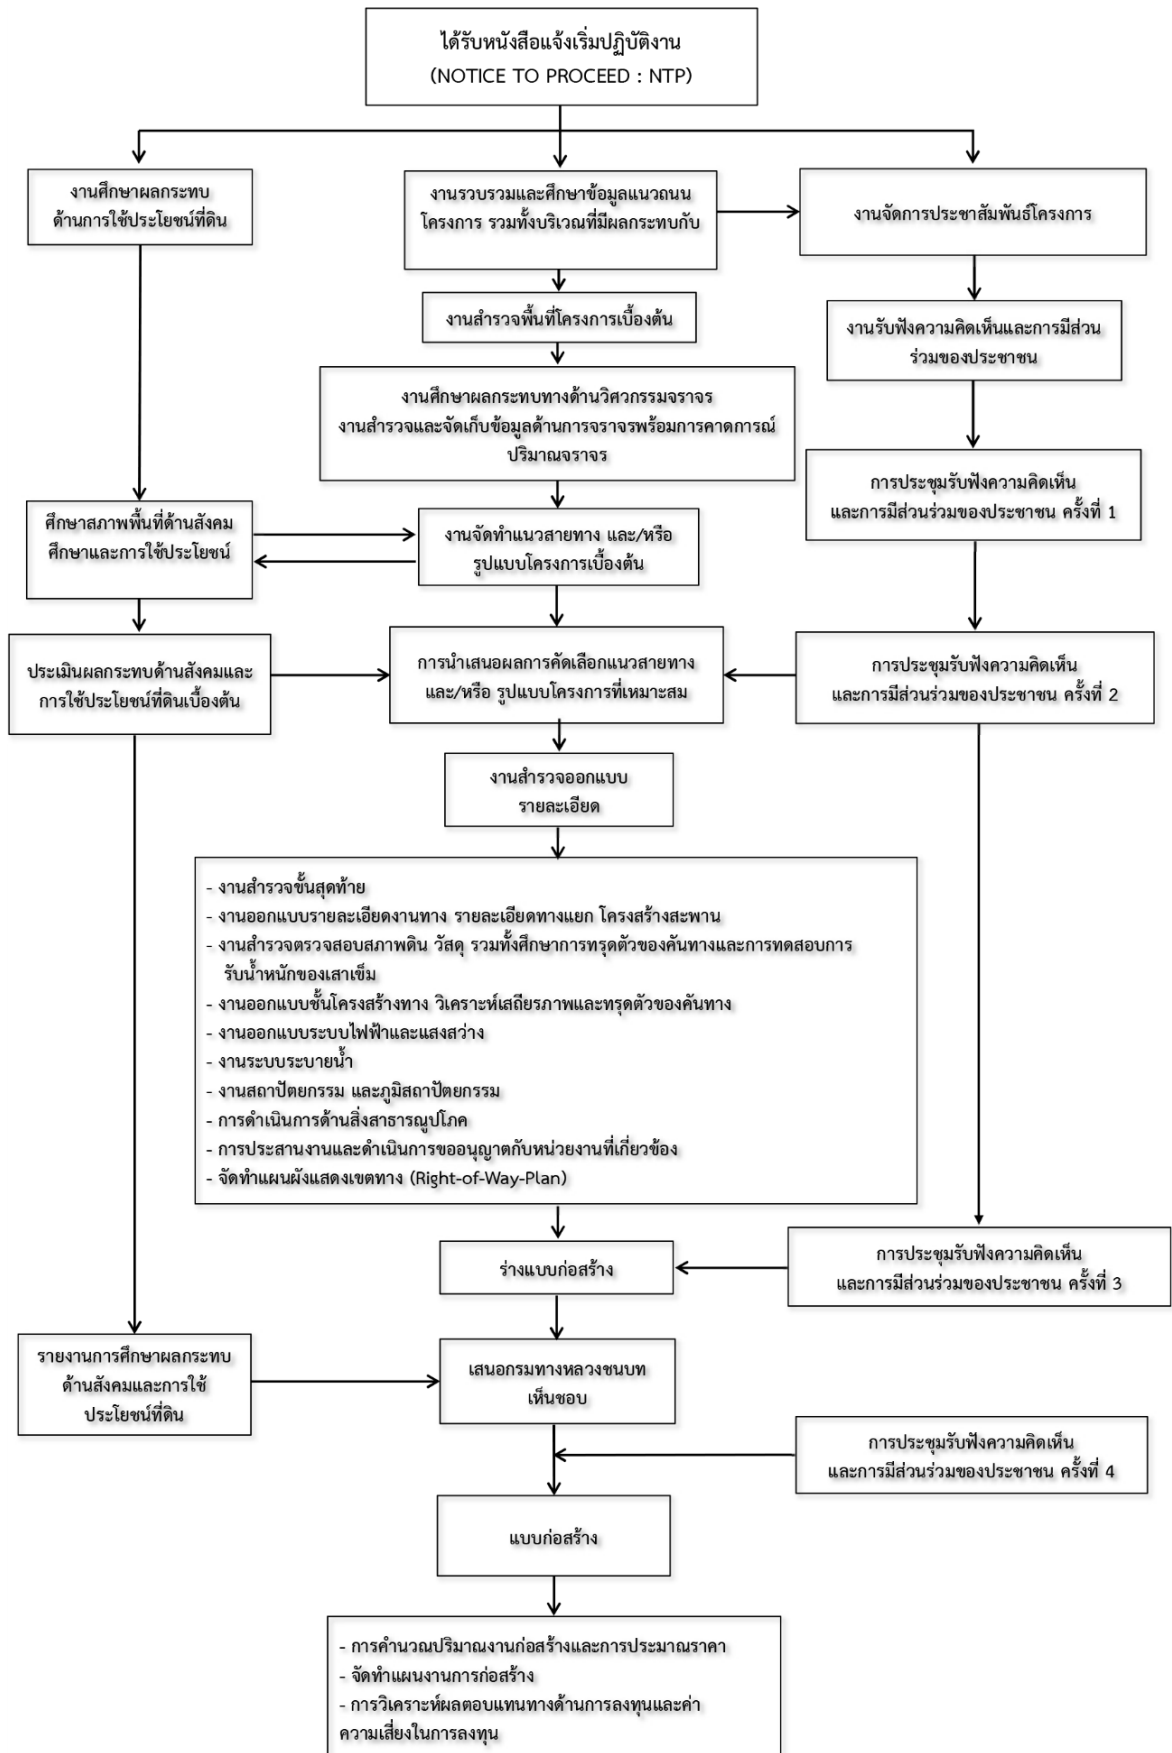 ได้รับหนังสือแจ้งเริ่มปฏิบัติงาน
(NOTICE TO PROCEED : NTP)
งานศึกษาผลกระทบ
ด้านการใช้ประโยชน์ที่ดิน
งานรวบรวมและศึกษาข้อมูลแนวถนน
โครงการ รวมทั้งบริเวณที่มีผลกระทบกับ
งานจัดการประชาสัมพันธ์โครงการ
งานสำรวจพื้นที่โครงการเบื้องต้น
งานรับฟังความคิดเห็นและการมีส่วน
ร่วมของประชาชน
งานศึกษาผลกระทบทางด้านวิศวกรรมจราจร
งานสำรวจและจัดเก็บข้อมูลด้านการจราจรพร้อมการคาดการณ์
ปริมาณจราจร
การประชุมรับฟังความคิดเห็น
และการมีส่วนร่วมของประชาชน ครั้งที่ 1
ศึกษาสภาพพื้นที่ด้านสังคม
ศึกษาและการใช้ประโยชน์
งานจัดทำแนวสายทาง และ/หรือ
รูปแบบโครงการเบื้องต้น
ประเมินผลกระทบด้านสังคมและ
การใช้ประโยชน์ที่ดินเบื้องต้น
การนำเสนอผลการคัดเลือกแนวสายทาง
และ/หรือ รูปแบบโครงการที่เหมาะสม
การประชุมรับฟังความคิดเห็น
และการมีส่วนร่วมของประชาชน ครั้งที่ 2
งานสำรวจออกแบบ
รายละเอียด
- งานสำรวจขั้นสุดท้าย
- งานออกแบบรายละเอียดงานทาง รายละเอียดทางแยก โครงสร้างสะพาน
- งานสำรวจตรวจสอบสภาพดิน วัสดุ รวมทั้งศึกษาการทรุดตัวของคันทางและการทดสอบการ
รับน้ำหนักของเสาเข็ม
- งานออกแบบชั้นโครงสร้างทาง วิเคราะห์เสถียรภาพและทรุดตัวของคันทาง
- งานออกแบบระบบไฟฟ้าและแสงสว่าง
- งานระบบระบายน้ำ
- งานสถาปัตยกรรม และภูมิสถาปัตยกรรม
- การดำเนินการด้านสิ่งสาธารณูปโภค
- การประสานงานและดำเนินการขออนุญาตกับหน่วยงานที่เกี่ยวข้อง
- จัดทำแผนผังแสดงเขตทาง (Right-of-Way-Plan)
ร่างแบบก่อสร้าง
การประชุมรับฟังความคิดเห็น
และการมีส่วนร่วมของประชาชน ครั้งที่ 3
รายงานการศึกษาผลกระทบ
ด้านสังคมและการใช้
ประโยชน์ที่ดิน
เสนอกรมทางหลวงชนบท
เห็นชอบ
การประชุมรับฟังความคิดเห็น
และการมีส่วนร่วมของประชาชน ครั้งที่ 4
แบบก่อสร้าง
- การคำนวณปริมาณงานก่อสร้างและการประมาณราคา
- จัดทำแผนงานการก่อสร้าง
- การวิเคราะห์ผลตอบแทนทางด้านการลงทุนและค่า
ความเสี่ยงในการลงทุน